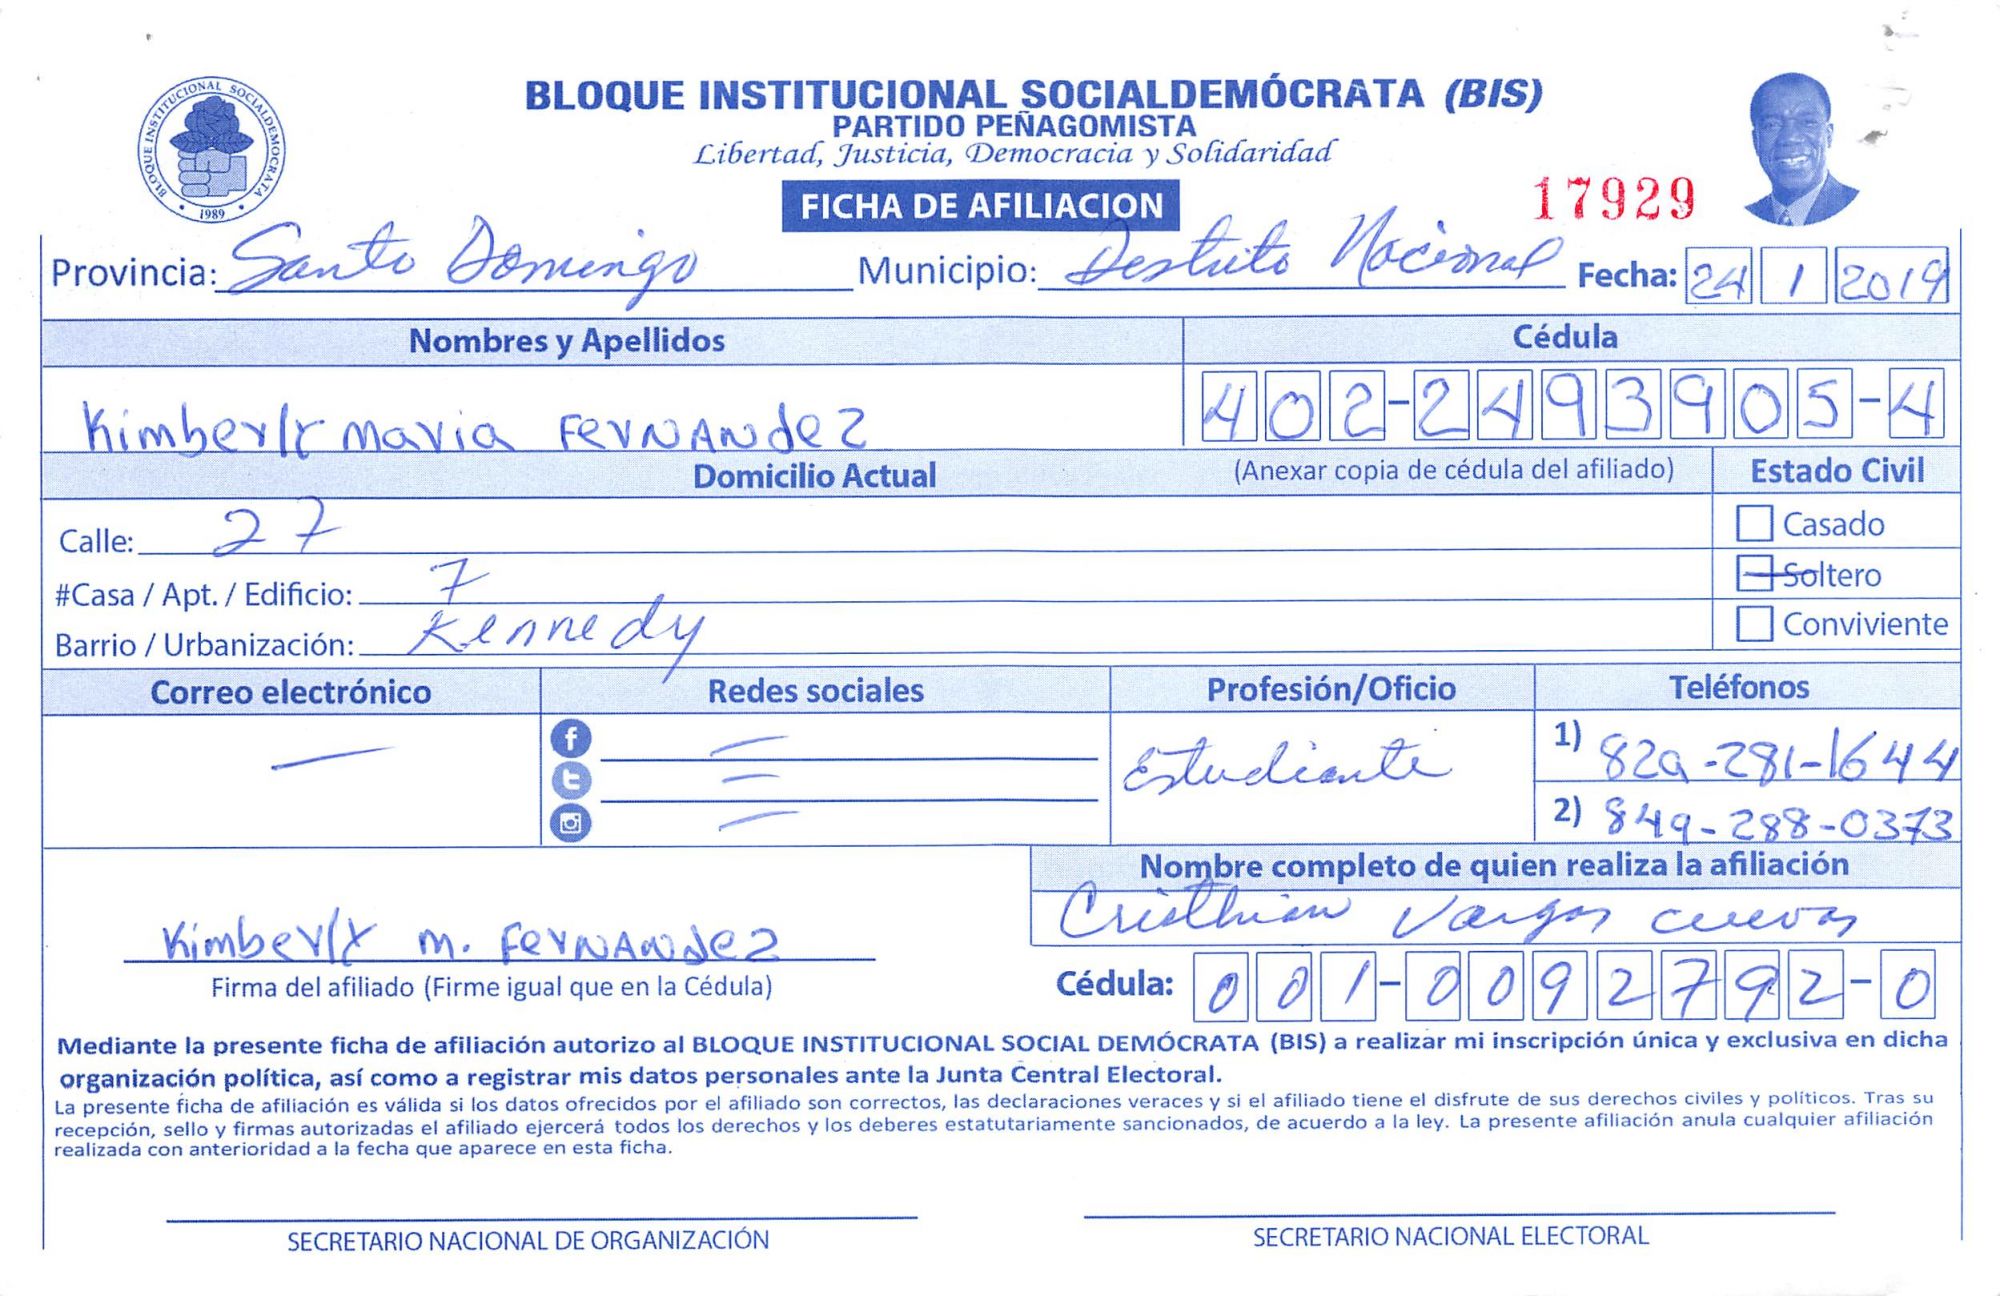 BLOQUE INSTITUCIONAL SOCIALDEMÓCRATA
1989
BLOQUE INSTITUCIONAL SOCIALDEMÓCRATA (BIS)
PARTIDO PEÑAGOMISTA
Libertad, Justicia, Democracia y Solidaridad
FICHA DE AFILIACION
17929
Provincia: Santo Domingo Municipio: Destrito Nacional Fecha: 24 1 2019
Nombres y Apellidos Cédula
Kimberly Maria FERNANdez 402-2493905-4
Domicilio Actual (Anexar copia de cédula del afiliado) Estado Civil
Calle: 27 Casado
#Casa / Apt. / Edificio: 7 Soltero
Barrio / Urbanización: Kennedy Conviviente
Correo electrónico Redes sociales Profesión/Oficio Teléfonos
— = = = Estudiante 1) 829-281-1644
2) 849-288-0373
Nombre completo de quien realiza la afiliación
Cristhian Vargas cuevas
Kimberly M. FERNANdez
Firma del afiliado (Firme igual que en la Cédula) Cédula: 001-0092792-0
Mediante la presente ficha de afiliación autorizo al BLOQUE INSTITUCIONAL SOCIAL DEMÓCRATA (BIS) a realizar mi inscripción única y exclusiva en dicha
organización política, así como a registrar mis datos personales ante la Junta Central Electoral.
La presente ficha de afiliación es válida si los datos ofrecidos por el afiliado son correctos, las declaraciones veraces y si el afiliado tiene el disfrute de sus derechos civiles y políticos. Tras su
recepción, sello y firmas autorizadas el afiliado ejercerá todos los derechos y los deberes estatutariamente sancionados, de acuerdo a la ley. La presente afiliación anula cualquier afiliación
realizada con anterioridad a la fecha que aparece en esta ficha.
SECRETARIO NACIONAL DE ORGANIZACIÓN SECRETARIO NACIONAL ELECTORAL